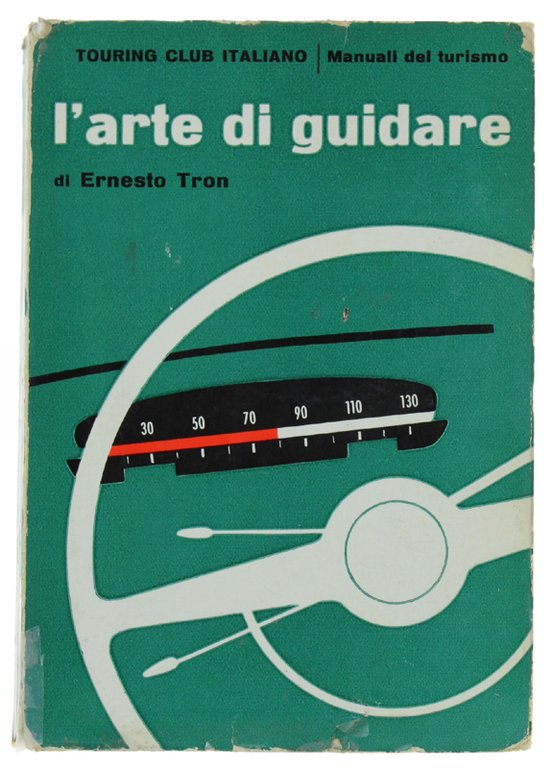 TOURING CLUB ITALIANO | Manuali del turismo
l'arte di guidare
di Ernesto Tron
30 50 70 90 110 130